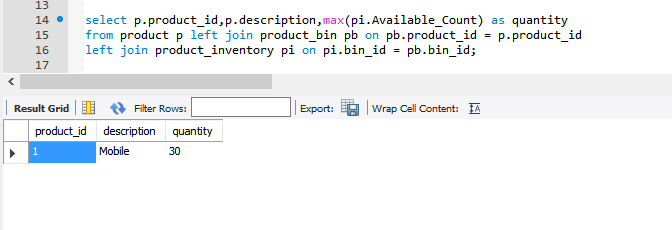 13
14 select p.product_id,p.description,max(pi.Available_Count) as quantity
15 from product p left join product_bin pb on pb.product_id = p.product_id
16 left join product_inventory pi on pi.bin_id = pb.bin_id;
17
Result Grid Filter Rows: Export: Wrap Cell Content: IA
product_id description quantity
1 Mobile 30